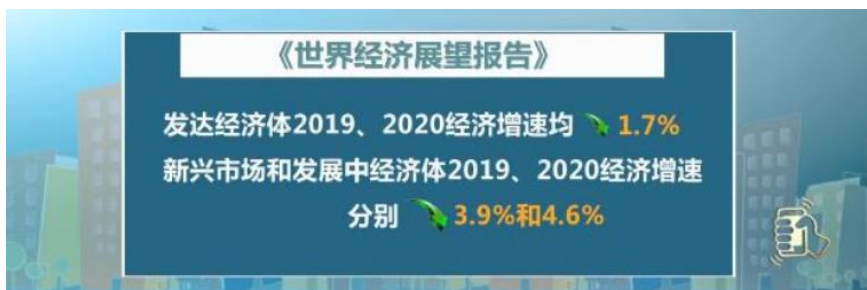 《世界经济展望报告》
发达经济体2019、2020经济增速均 1.7%
新兴市场和发展中经济体2019、2020经济增速
分别 3.9%和4.6%